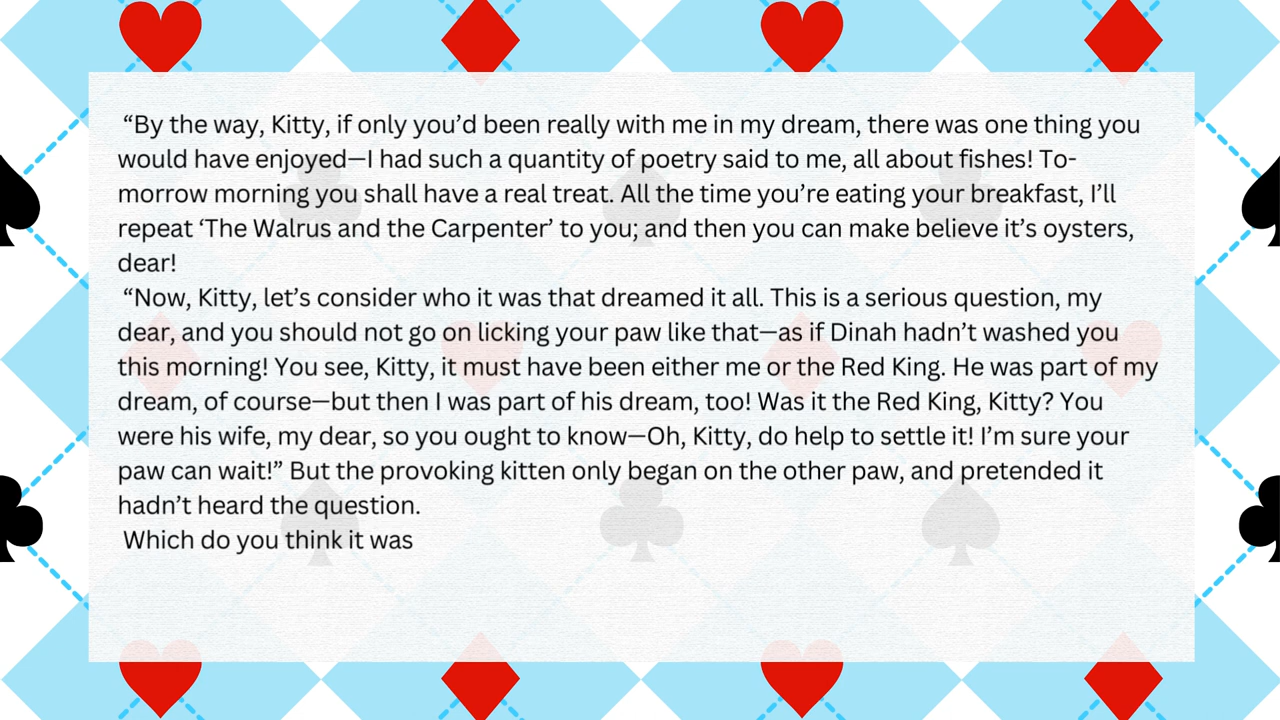 “By the way, Kitty, if only you’d been really with me in my dream, there was one thing you
would have enjoyed—I had such a quantity of poetry said to me, all about fishes! To-
morrow morning you shall have a real treat. All the time you’re eating your breakfast, I’ll
repeat ‘The Walrus and the Carpenter’ to you; and then you can make believe it’s oysters,
dear!
“Now, Kitty, let’s consider who it was that dreamed it all. This is a serious question, my
dear, and you should not go on licking your paw like that—as if Dinah hadn’t washed you
this morning! You see, Kitty, it must have been either me or the Red King. He was part of my
dream, of course—but then I was part of his dream, too! Was it the Red King, Kitty? You
were his wife, my dear, so you ought to know—Oh, Kitty, do help to settle it! I’m sure your
paw can wait!” But the provoking kitten only began on the other paw, and pretended it
hadn’t heard the question.
Which do you think it was